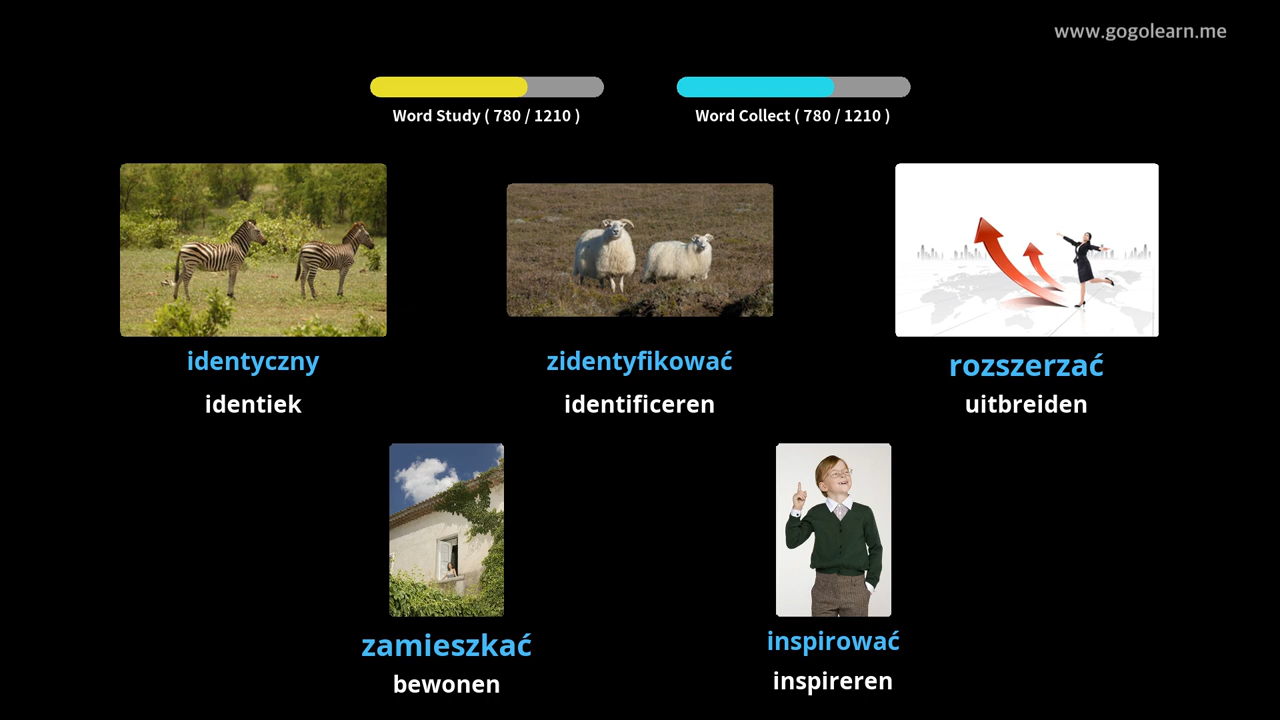 www.gogolearn.me
Word Study ( 780 / 1210 )
Word Collect ( 780 / 1210 )
identyczny
identiek
zidentyfikować
identificeren
rozszerzać
uitbreiden
zamieszkać
bewonen
inspirować
inspireren